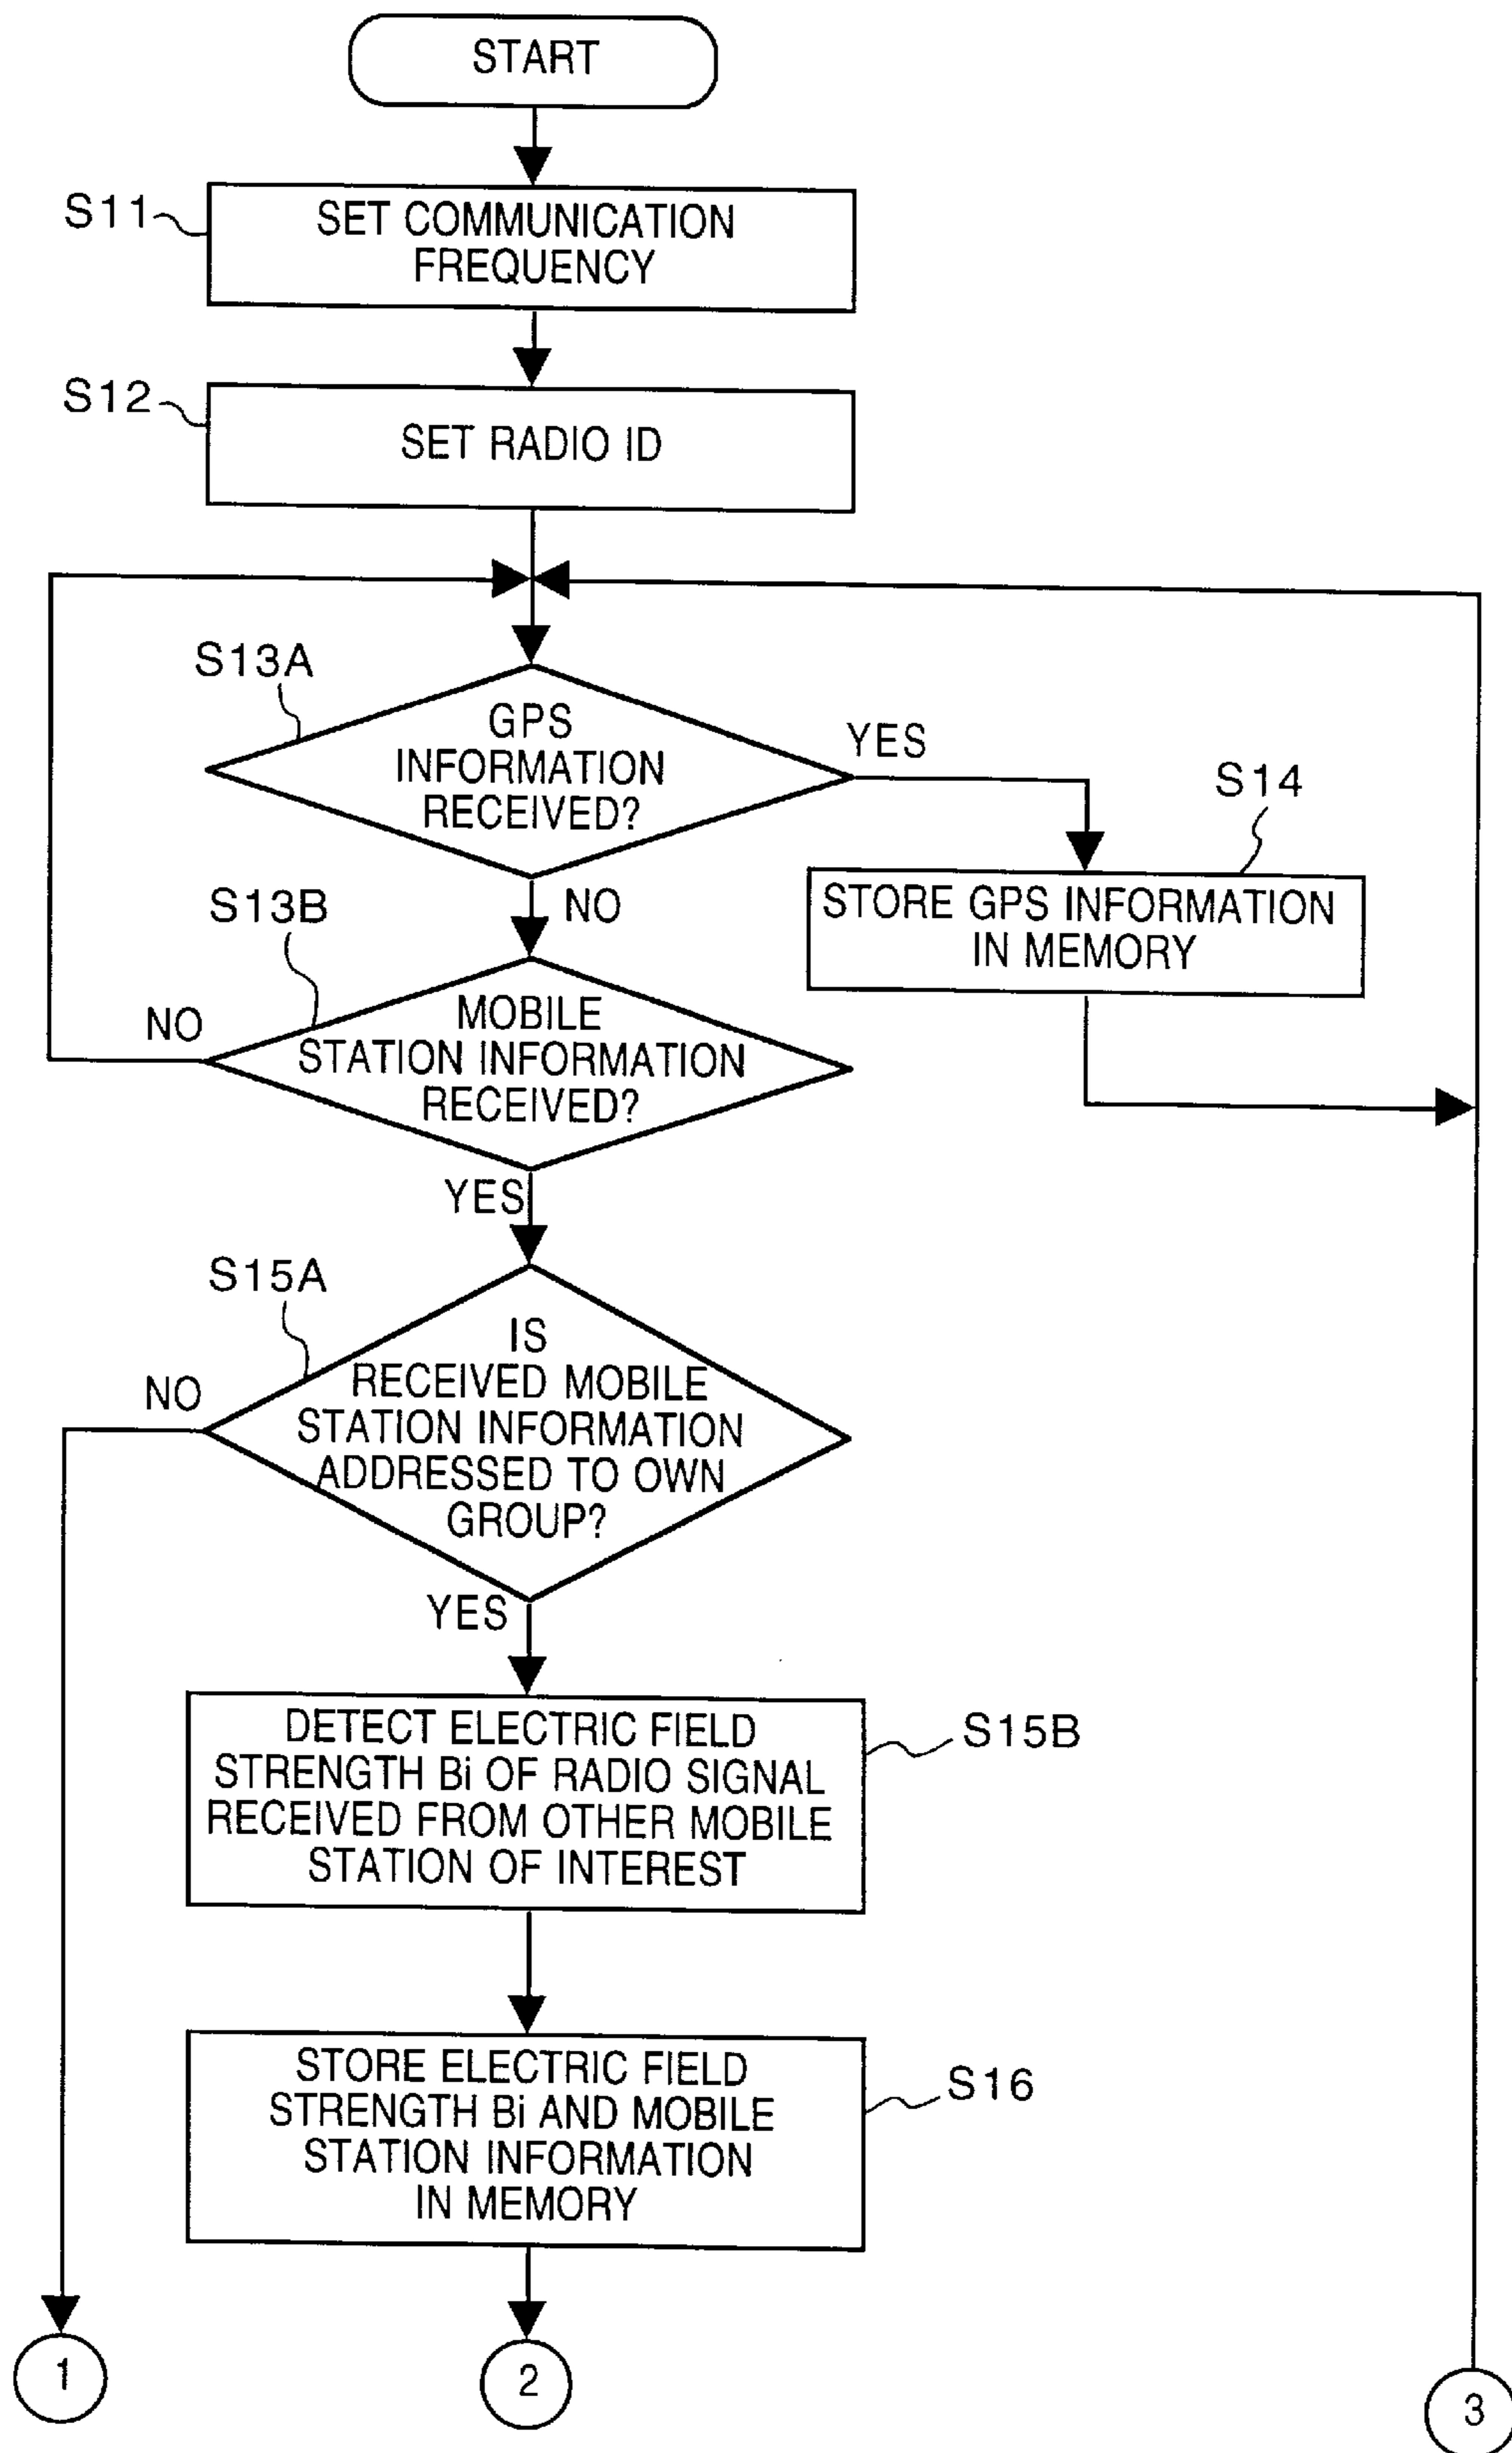 START
S11
SET COMMUNICATION
FREQUENCY
S12
SET RADIO ID
S13A
GPS
INFORMATION
RECEIVED?
YES
S14
STORE GPS INFORMATION
IN MEMORY
NO
S13B
MOBILE
STATION INFORMATION
RECEIVED?
NO
YES
S15A
IS
RECEIVED MOBILE
STATION INFORMATION
ADDRESSED TO OWN
GROUP?
NO
YES
DETECT ELECTRIC FIELD
STRENGTH Bi OF RADIO SIGNAL
RECEIVED FROM OTHER MOBILE
STATION OF INTEREST
S15B
STORE ELECTRIC FIELD
STRENGTH Bi AND MOBILE
STATION INFORMATION
IN MEMORY
S16
1
2
3